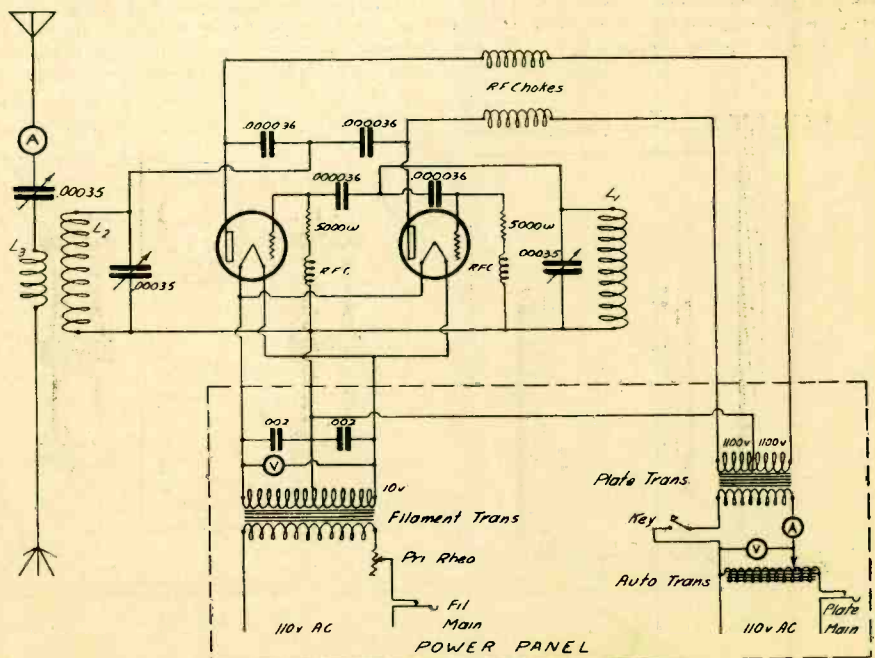 RF Chokes
.000036
.000036
A
.00035
.000036
.000036
L2
L3
.00035
5000ω
RFC.
5000ω
RFC
.00035
L1
.002
.002
V
10v
Filament Trans
Pri Rheo
Fil
Main
110v AC
1100v
1100v
Plate Trans.
Key
A
V
Auto Trans
Plate
Main
110v AC
POWER PANEL